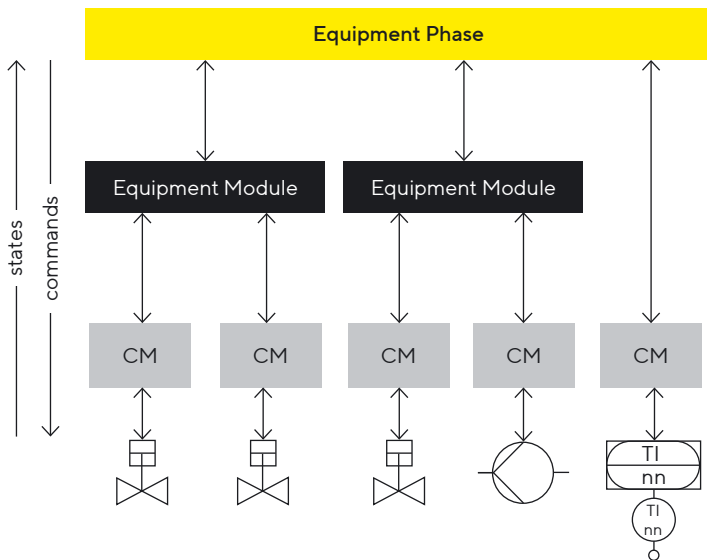 Equipment Phase
states
commands
Equipment Module
Equipment Module
CM
CM
CM
CM
CM
TI
nn
TI
nn